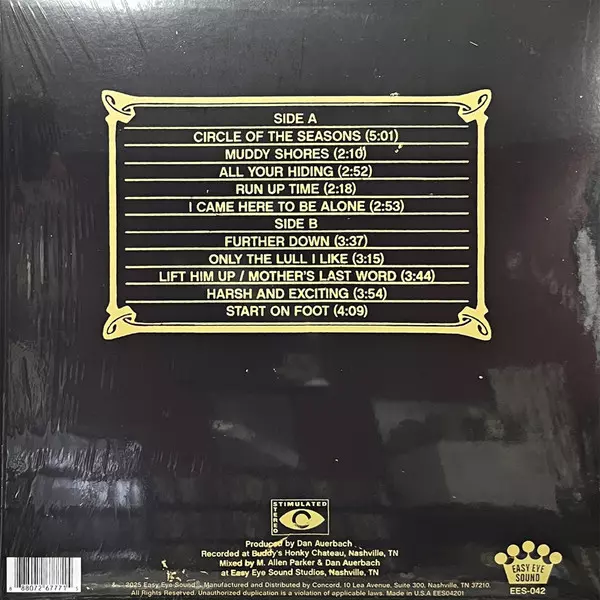 SIDE A
CIRCLE OF THE SEASONS (5:01)
MUDDY SHORES (2:10)
ALL YOUR HIDING (2:52)
RUN UP TIME (2:18)
I CAME HERE TO BE ALONE (2:53)
SIDE B
FURTHER DOWN (3:37)
ONLY THE LULL I LIKE (3:15)
LIFT HIM UP / MOTHER'S LAST WORD (3:44)
HARSH AND EXCITING (3:54)
START ON FOOT (4:09)
STIMULATED
STEREO
Produced by Dan Auerbach
Recorded at Buddy's Honky Chateau, Nashville, TN
Mixed by M. Allen Parker & Dan Auerbach
at Easy Eye Sound Studios, Nashville, TN
2025 Easy Eye Sound. Manufactured and Distributed by Concord, 10 Lea Avenue, Suite 300, Nashville, TN 37210.
All Rights Reserved. Unauthorized duplication is a violation of applicable laws. Made in U.S.A EES04201
8 88072 67771 5
EASY EYE
SOUND
EES-042